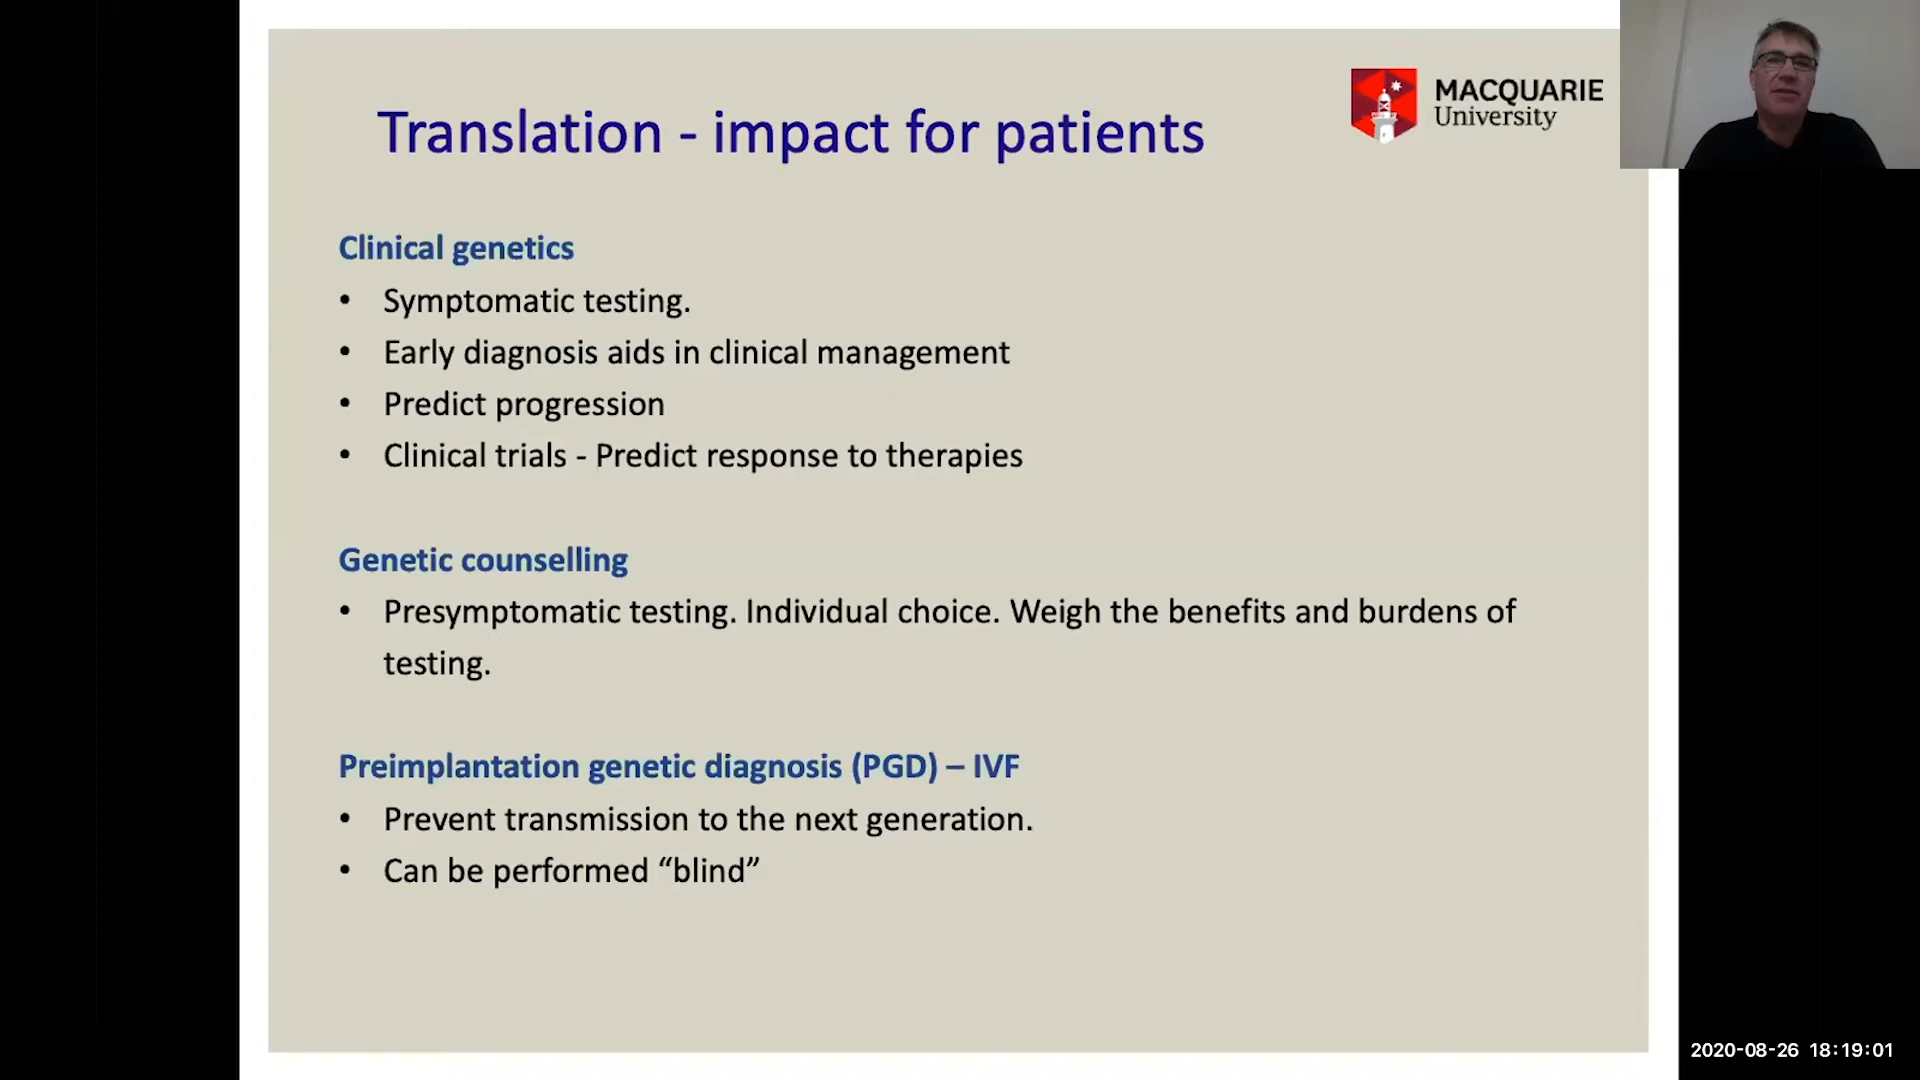 Translation - impact for patients
MACQUARIE
University
Clinical genetics
• Symptomatic testing.
• Early diagnosis aids in clinical management
• Predict progression
• Clinical trials - Predict response to therapies
Genetic counselling
• Presymptomatic testing. Individual choice. Weigh the benefits and burdens of
testing.
Preimplantation genetic diagnosis (PGD) – IVF
• Prevent transmission to the next generation.
• Can be performed “blind”
2020-08-26 18:19:01